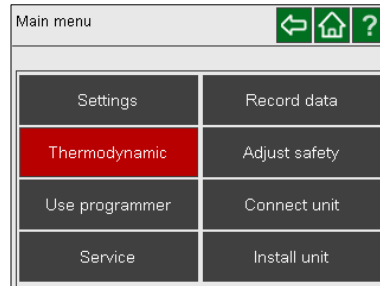 Main menu ?
Settings Record data
Thermodynamic Adjust safety
Use programmer Connect unit
Service Install unit